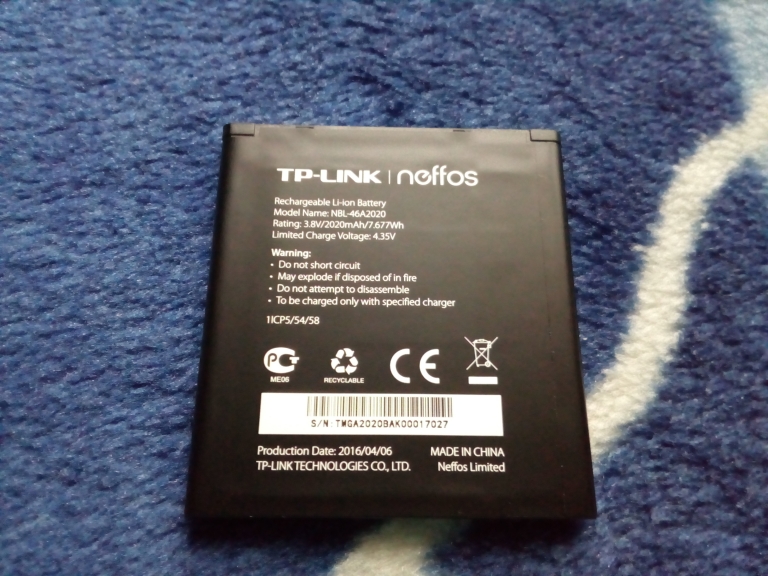 TP-LINK | neffos
Rechargeable Li-ion Battery
Model Name: NBL-46A2020
Rating: 3.8V/2020mAh/7.677Wh
Limited Charge Voltage: 4.35V
Warning:
• Do not short circuit
• May explode if disposed of in fire
• Do not attempt to disassemble
• To be charged only with specified charger
1ICP5/54/58
ME06
RECYCLABLE
CE
S/N:TMGA2020BAK00017027
Production Date: 2016/04/06 MADE IN CHINA
TP-LINK TECHNOLOGIES CO., LTD. Neffos Limited